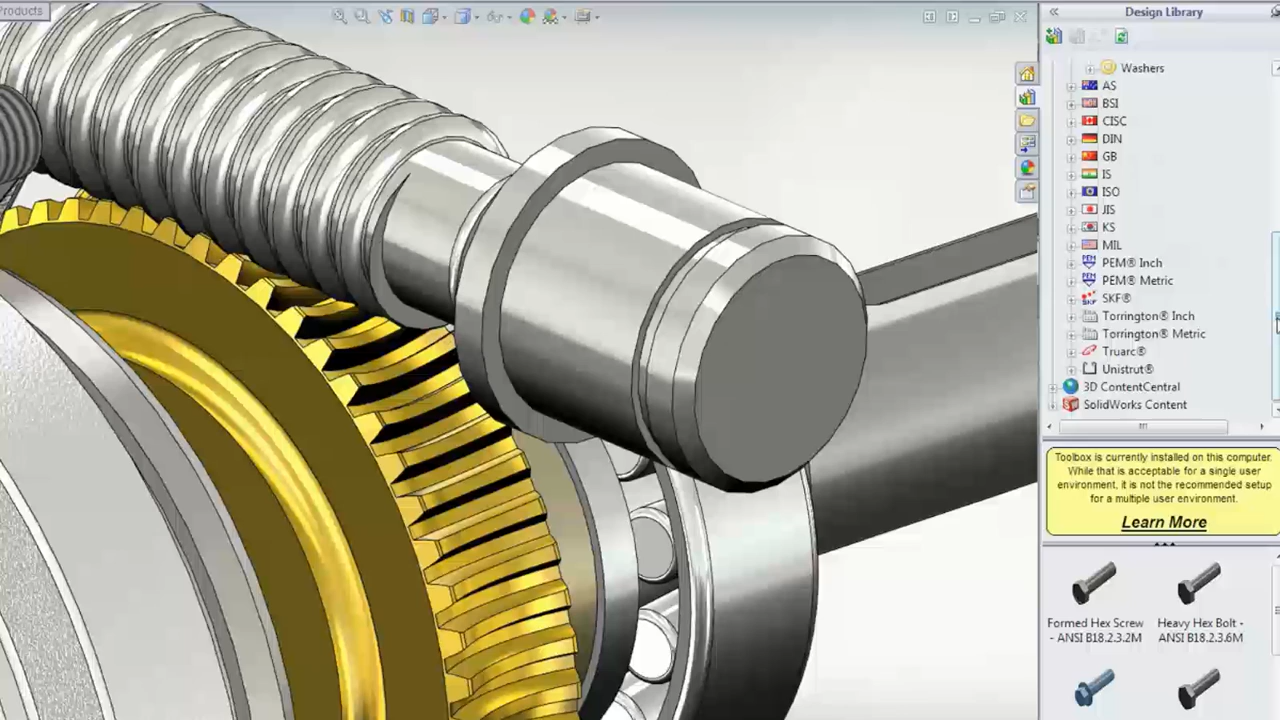 Products
Design Library
Washers
AS
BSI
CISC
DIN
GB
IS
ISO
JIS
KS
MIL
PEM® Inch
PEM® Metric
SKF®
Torrington® Inch
Torrington® Metric
Truarc®
Unistrut®
3D ContentCentral
SolidWorks Content
Toolbox is currently installed on this computer.
While that is acceptable for a single user
environment, it is not the recommended setup
for a multiple user environment.
Learn More
Formed Hex Screw
- ANSI B18.2.3.2M
Heavy Hex Bolt -
ANSI B18.2.3.6M